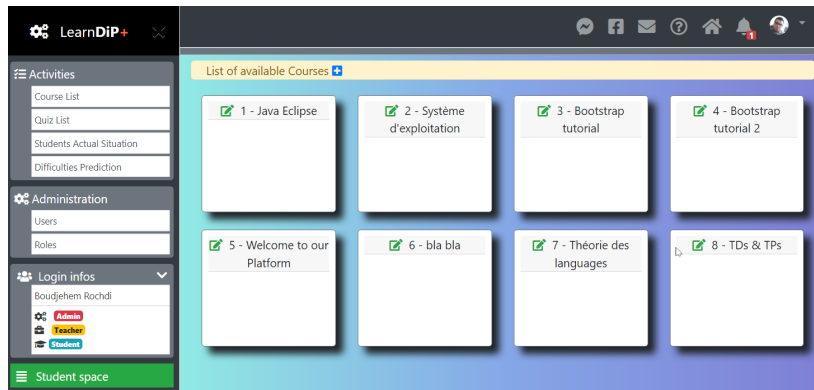 LearnDiP+
1
Activities
Course List
Quiz List
Students Actual Situation
Difficulties Prediction
Administration
Users
Roles
Login infos
Boudjehem Rochdi
Admin
Teacher
Student
Student space
List of available Courses
1 - Java Eclipse
2 - Système
d'exploitation
3 - Bootstrap
tutorial
4 - Bootstrap
tutorial 2
5 - Welcome to our
Platform
6 - bla bla
7 - Théorie des
languages
8 - TDs & TPs